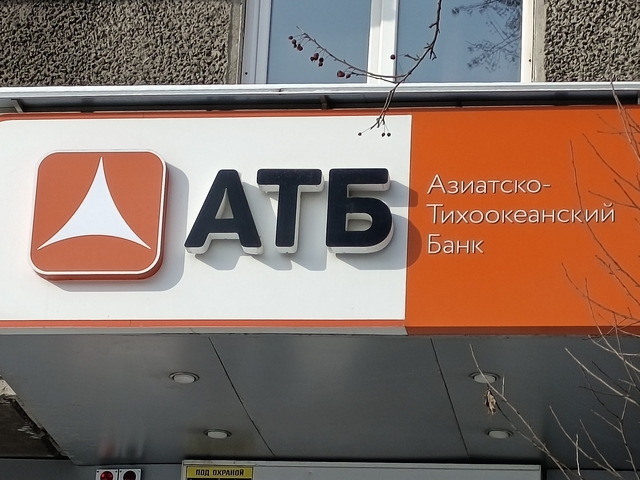 АТБ
Азиатско-
Тихоокеанский
Банк
ПОД ОХРАНОЙ